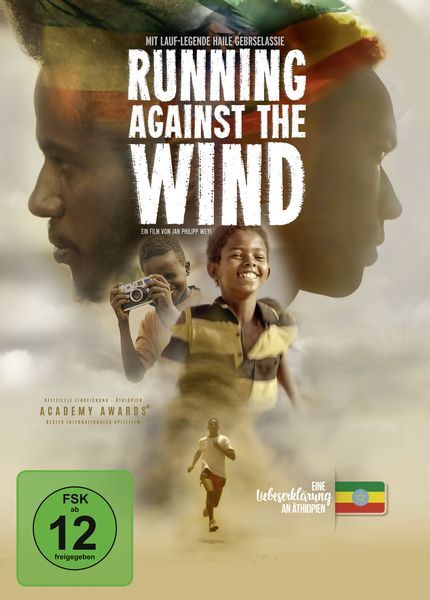 MIT LAUF-LEGENDE HAILE GEBRSELASSIE
RUNNING
AGAINST THE
WIND
EIN FILM VON JAN PHILIPP WEYL
OFFIZIELLE EINREICHUNG - ÄTHIOPIEN
ACADEMY AWARDS®
BESTER INTERNATIONALER SPIELFILM
EINE
Liebeserklärung
AN ÄTHIOPIEN
FSK
ab
12
freigegeben